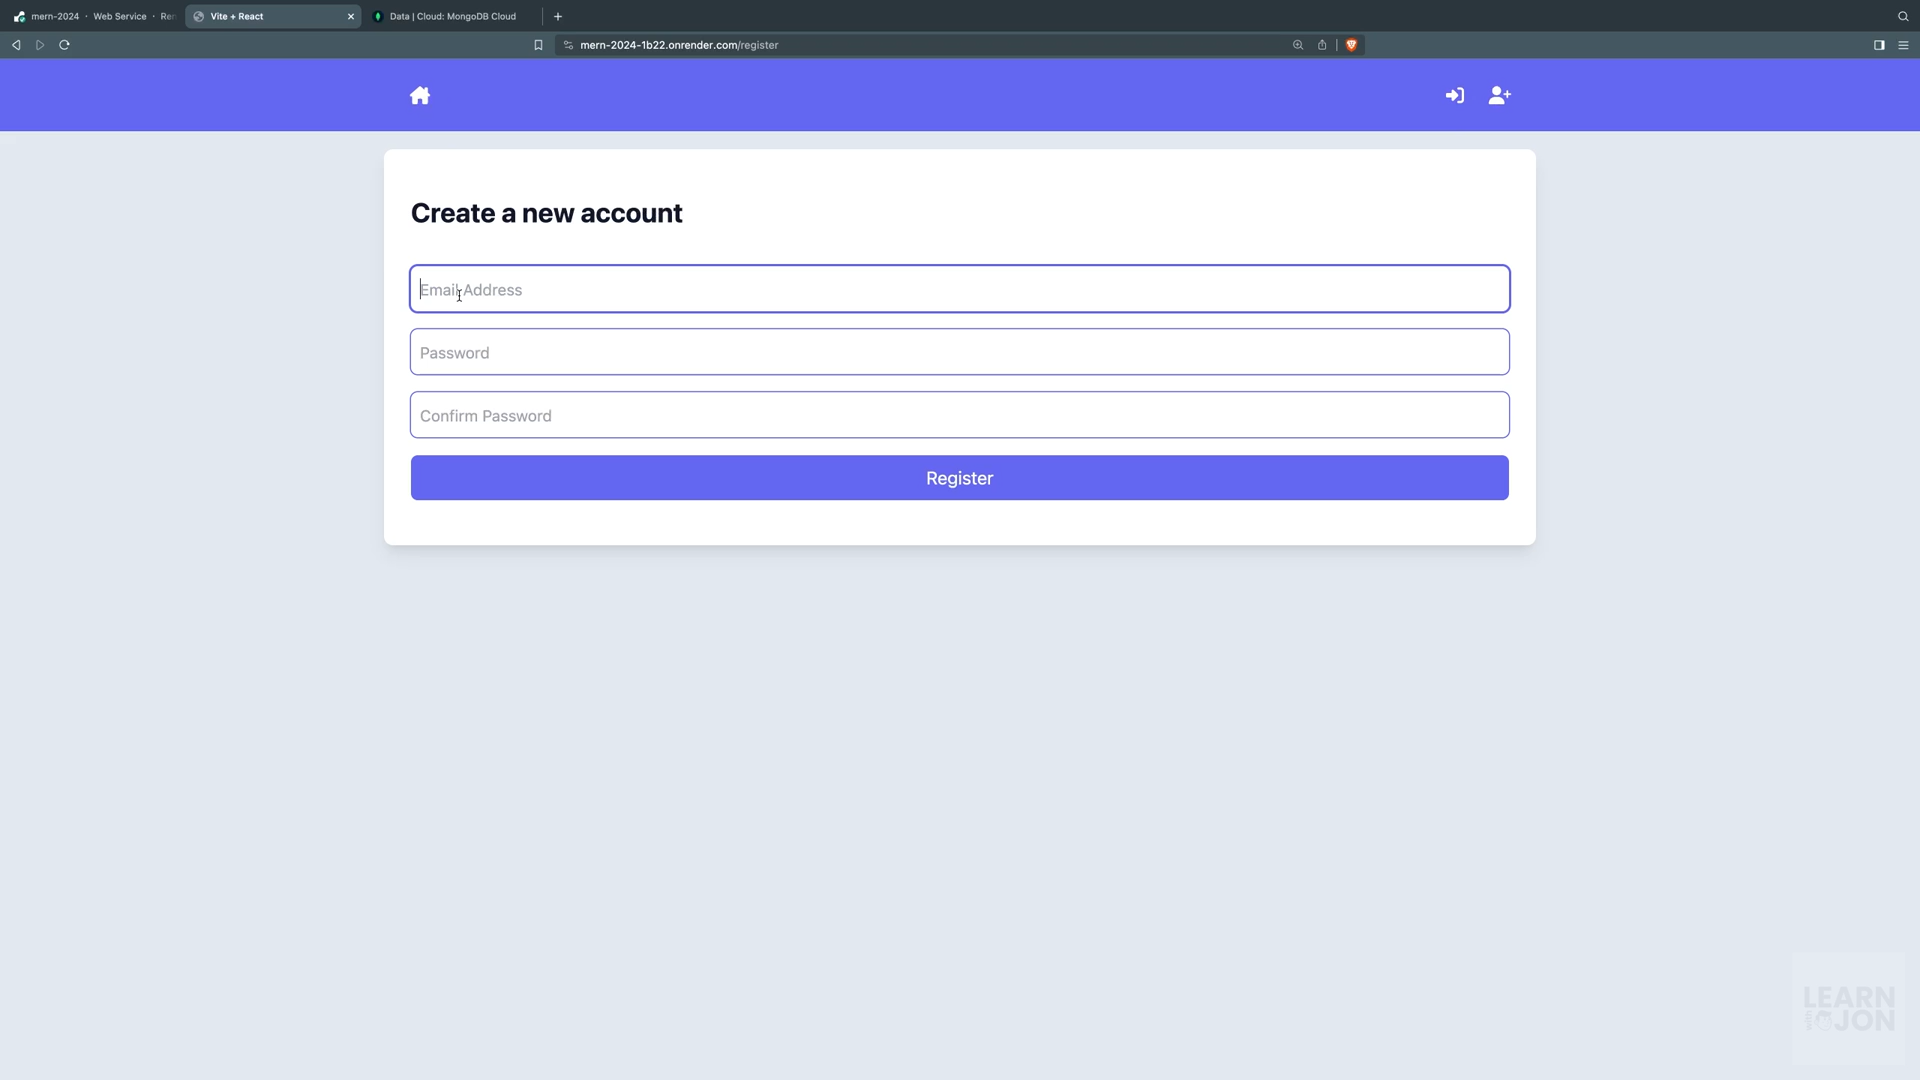 mern-2024 · Web Service · Ren
Vite + React
Data | Cloud: MongoDB Cloud
mern-2024-1b22.onrender.com/register
Create a new account
Email Address
Password
Confirm Password
Register
LEARN
with JON